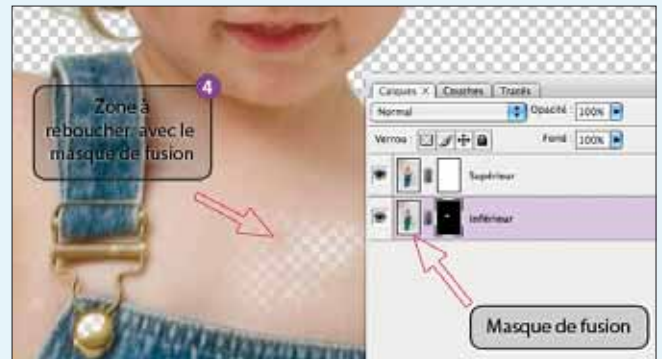 4
Zone à
reboucher avec le
masque de fusion
Calques × Couches Tracés
Normal Opacité : 100%
Verrou : Fond : 100%
Supérieur
Inférieur
Masque de fusion